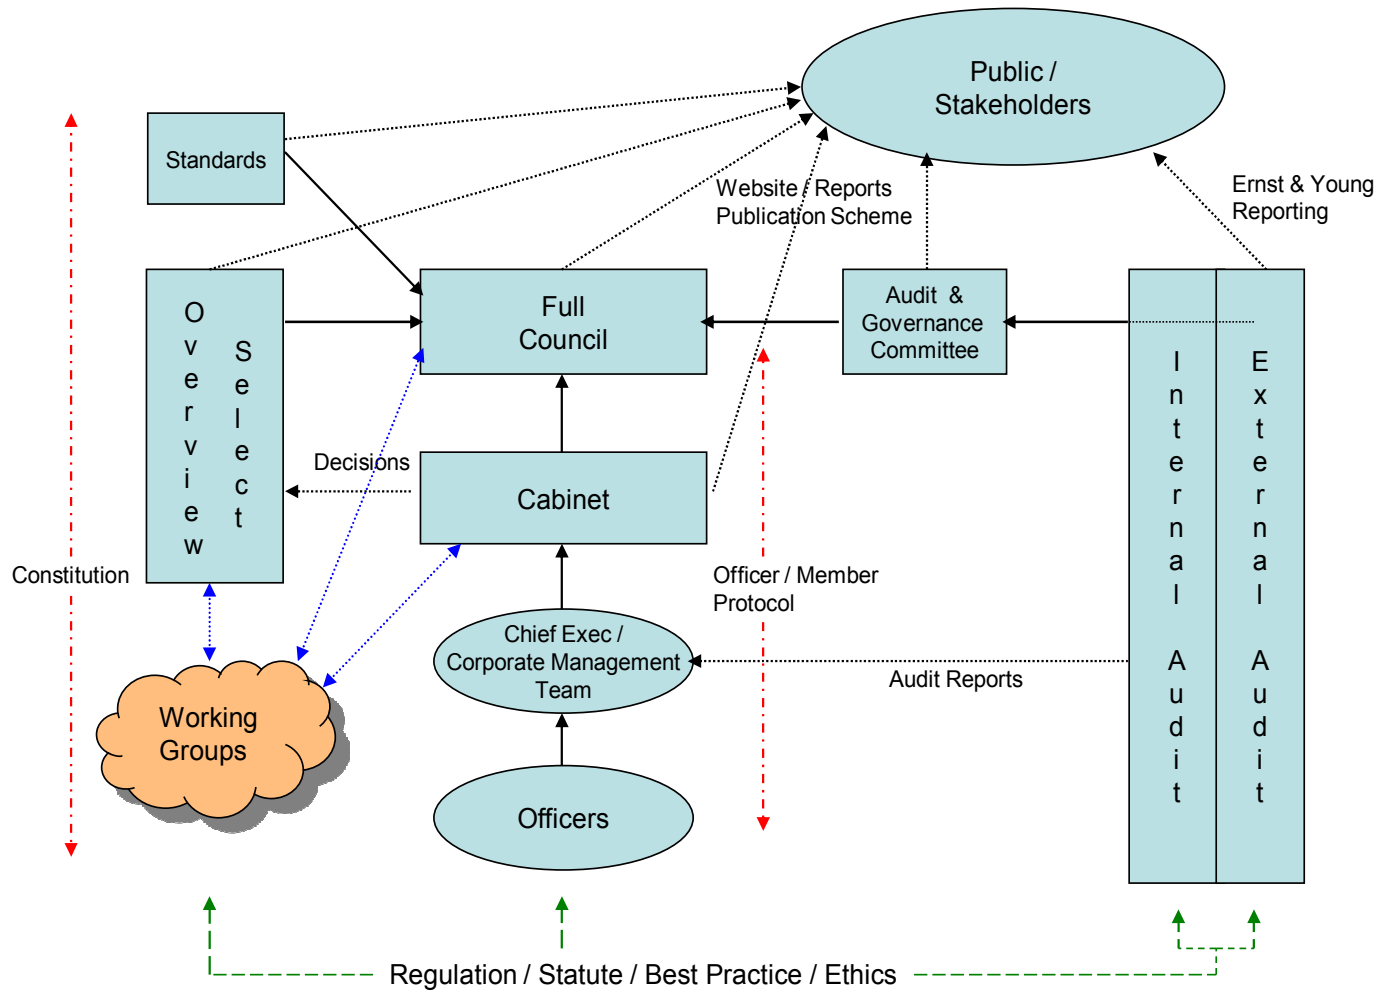 Public /
Stakeholders
Standards
Website / Reports
Publication Scheme
Ernst & Young
Reporting
Overview
Select
Full
Council
Audit &
Governance
Committee
Internal Audit
External Audit
Decisions
Cabinet
Constitution
Officer / Member
Protocol
Chief Exec /
Corporate Management
Team
Audit Reports
Working
Groups
Officers
Regulation / Statute / Best Practice / Ethics